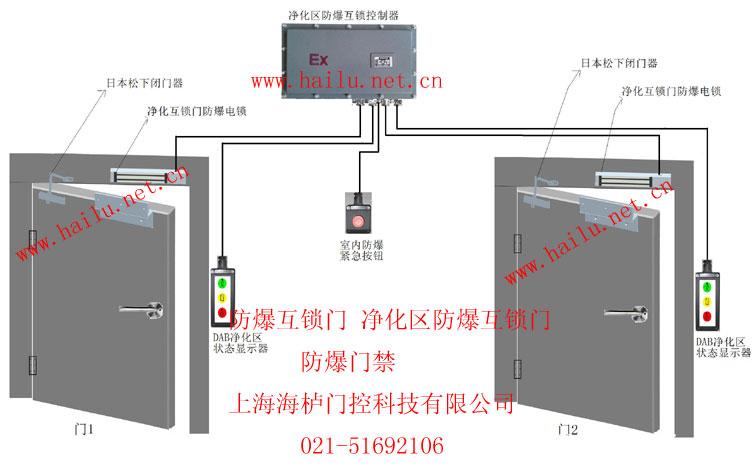 净化区防爆互锁控制器
Ex
www.hailu.net.cn
日本松下闭门器
净化互锁门防爆电锁
日本松下闭门器
净化互锁门防爆电锁
www.hailu.net.cn
www.hailu.net.cn
室内防爆
紧急按钮
DAB净化区
状态显示器
DAB净化区
状态显示器
防爆互锁门 净化区防爆互锁门
防爆门禁
上海海栌门控科技有限公司
021-51692106
门1
门2